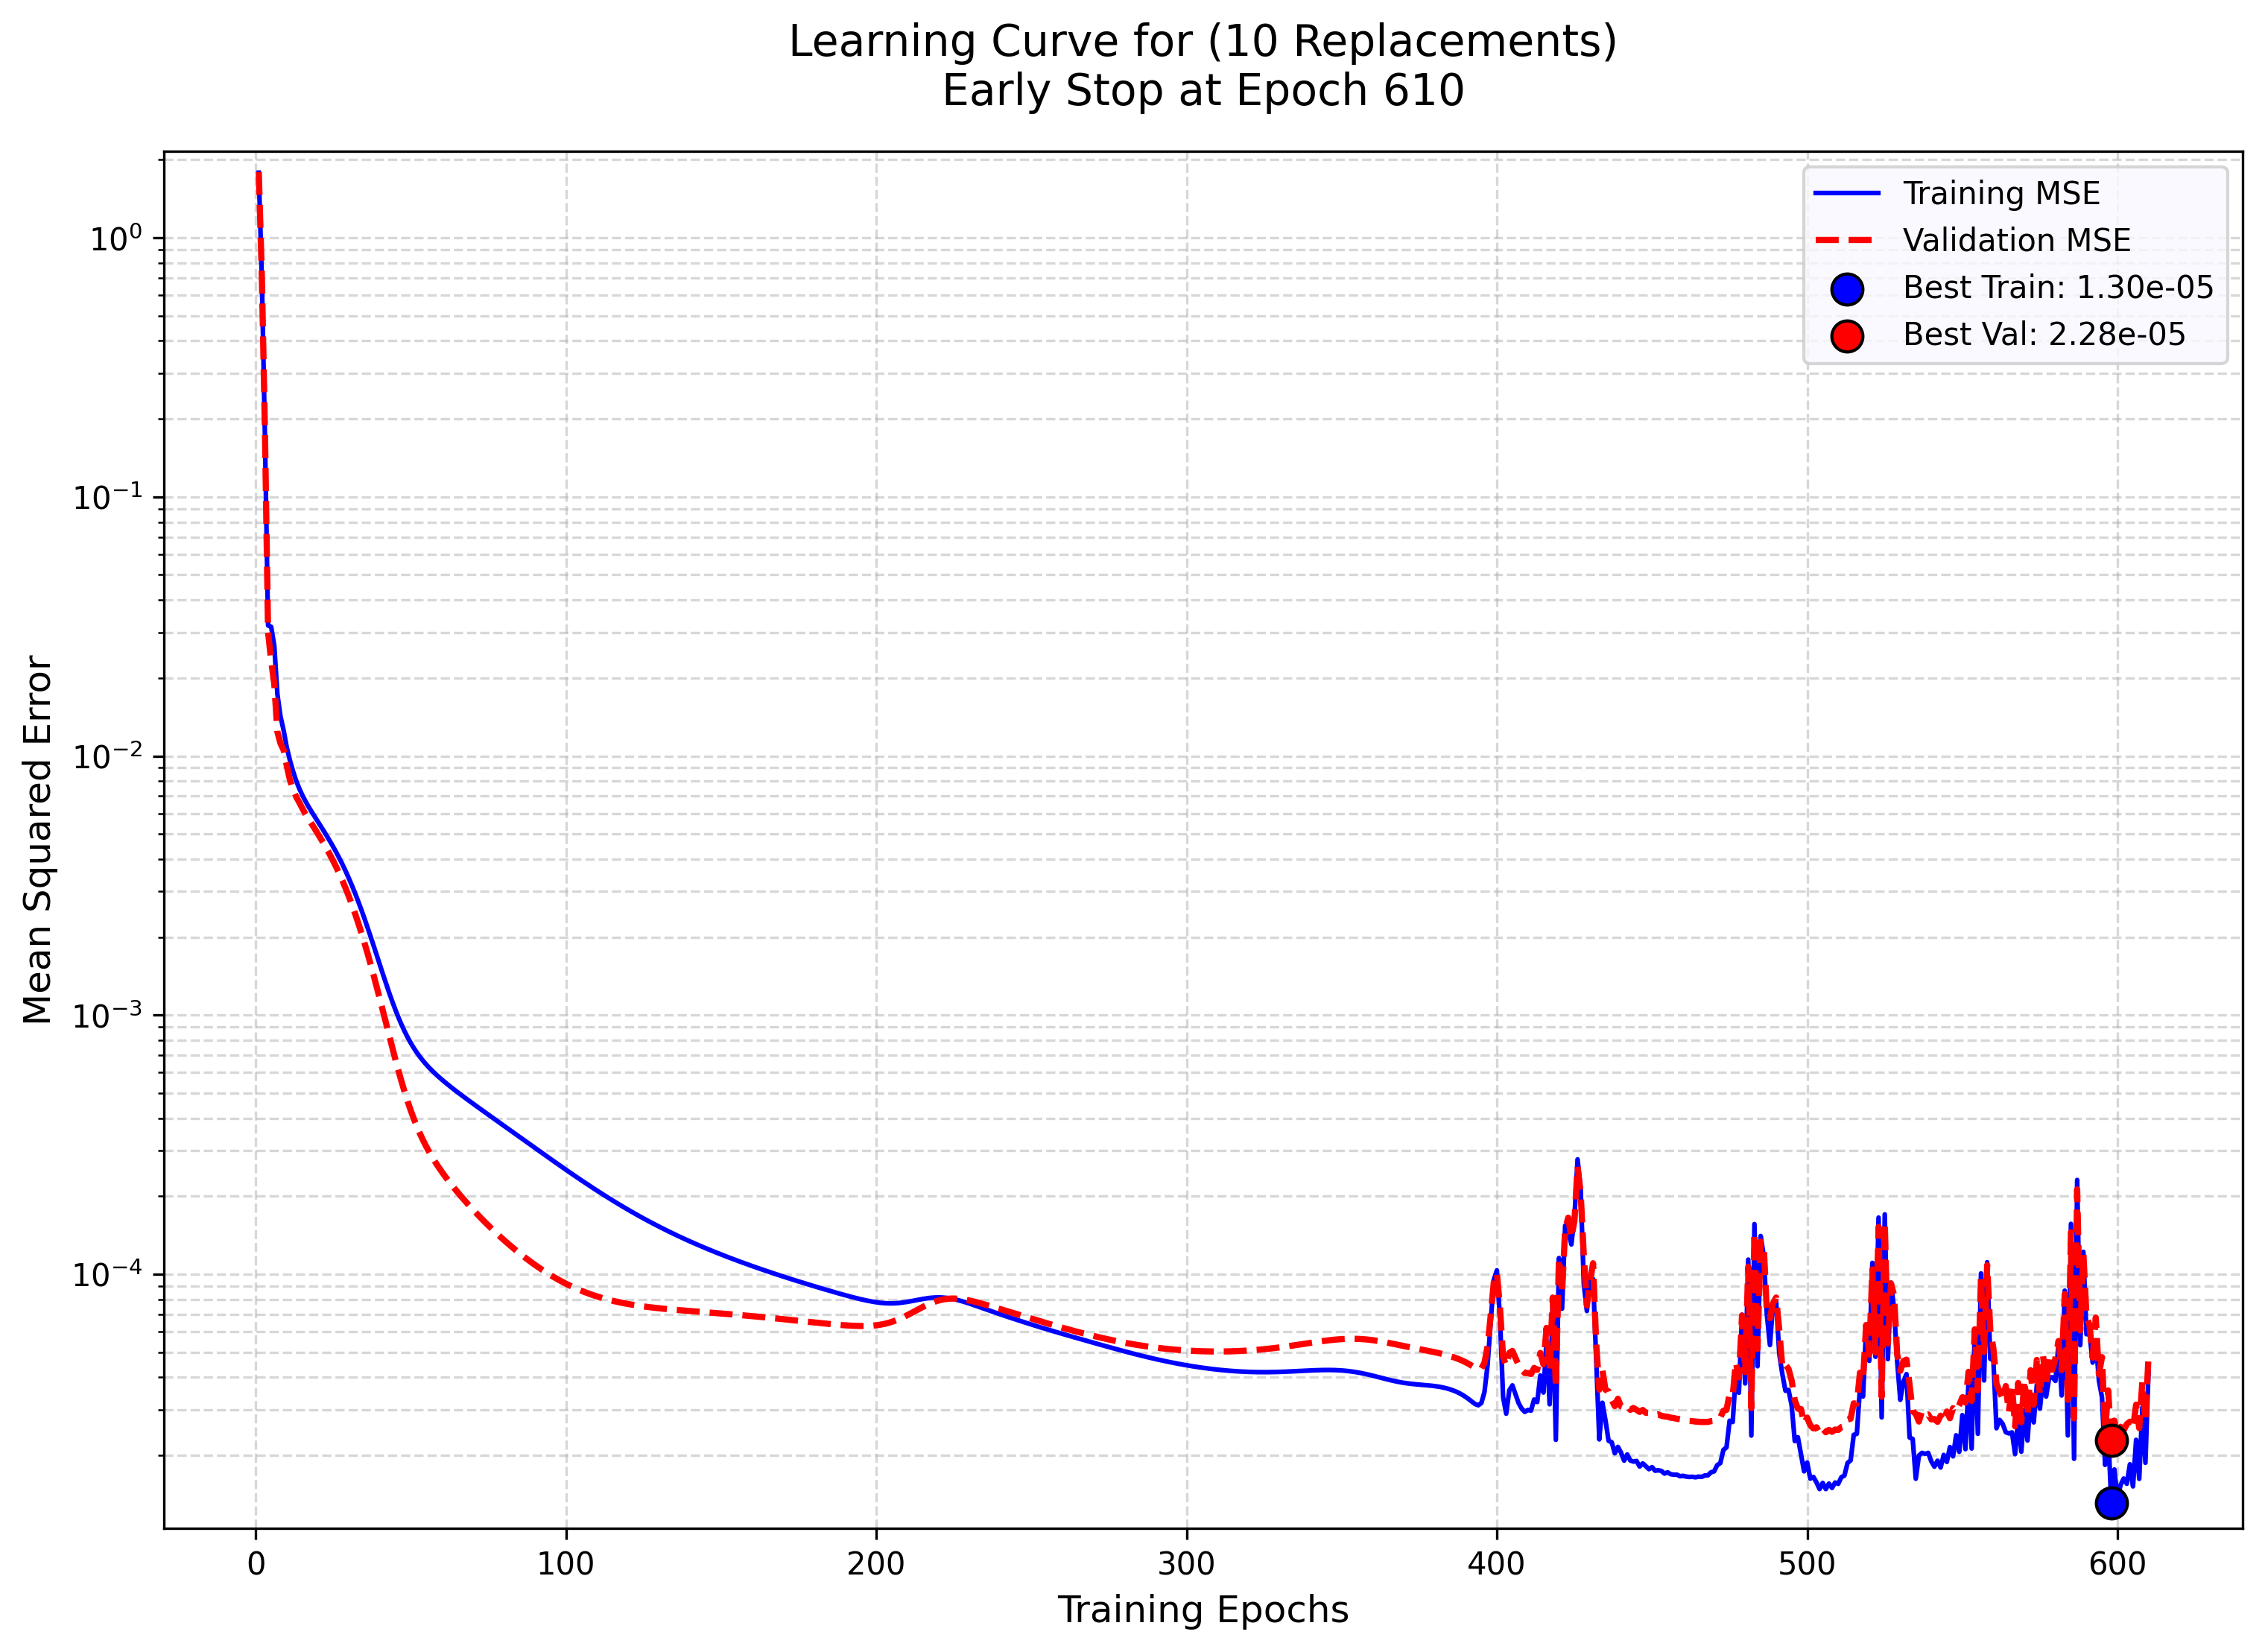 Learning Curve for (10 Replacements)
Early Stop at Epoch 610
Training MSE
Validation MSE
Best Train: 1.30e-05
Best Val: 2.28e-05
Mean Squared Error
10⁰
10⁻¹
10⁻²
10⁻³
10⁻⁴
0 100 200 300 400 500 600
Training Epochs